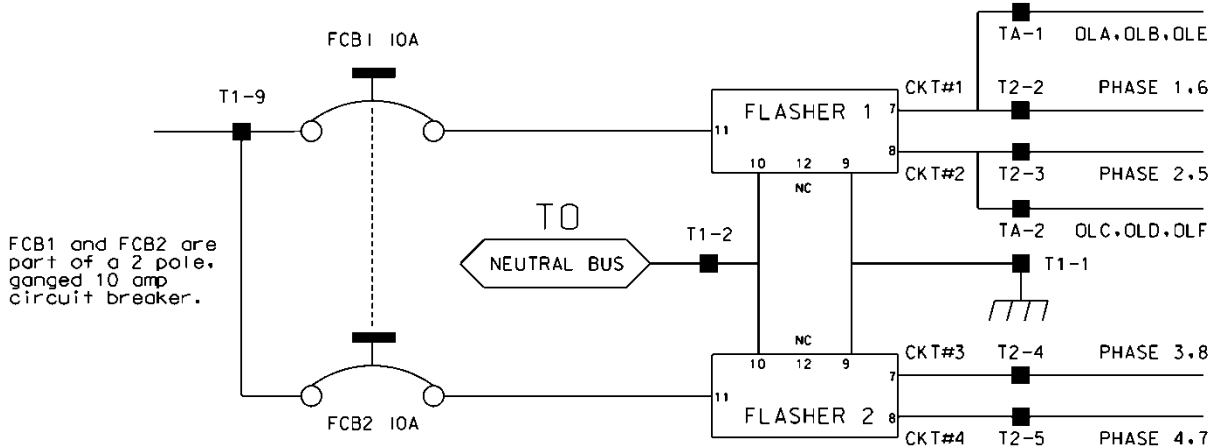 FCB1 10A
T1-9
TA-1 OLA,OLB,OLE
CKT#1 T2-2 PHASE 1,6
FLASHER 1
7
11
8
10 12 9
NC
CKT#2 T2-3 PHASE 2,5
TA-2 OLC,OLD,OLF
TO
NEUTRAL BUS
T1-2
T1-1
FCB1 and FCB2 are
part of a 2 pole,
ganged 10 amp
circuit breaker.
NC
10 12 9
CKT#3 T2-4 PHASE 3,8
7
11
FLASHER 2
8
FCB2 10A
CKT#4 T2-5 PHASE 4,7